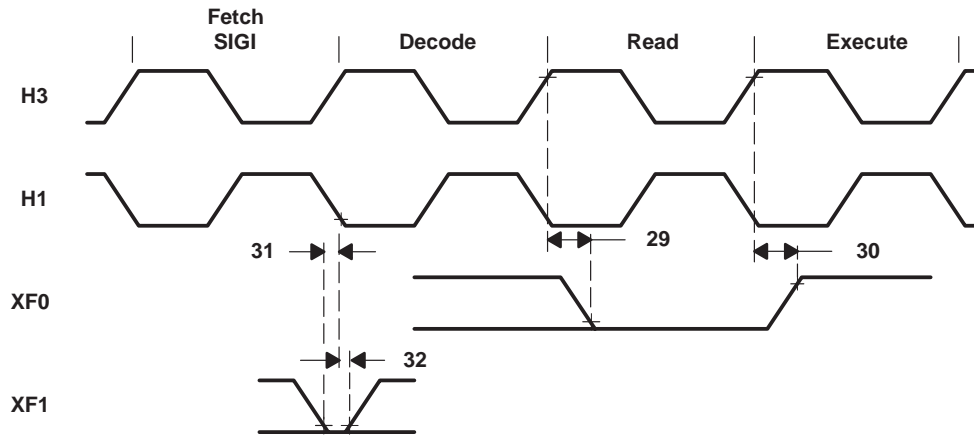 Fetch
SIGI
Decode
Read
Execute
H3
H1
31
29
30
XF0
32
XF1